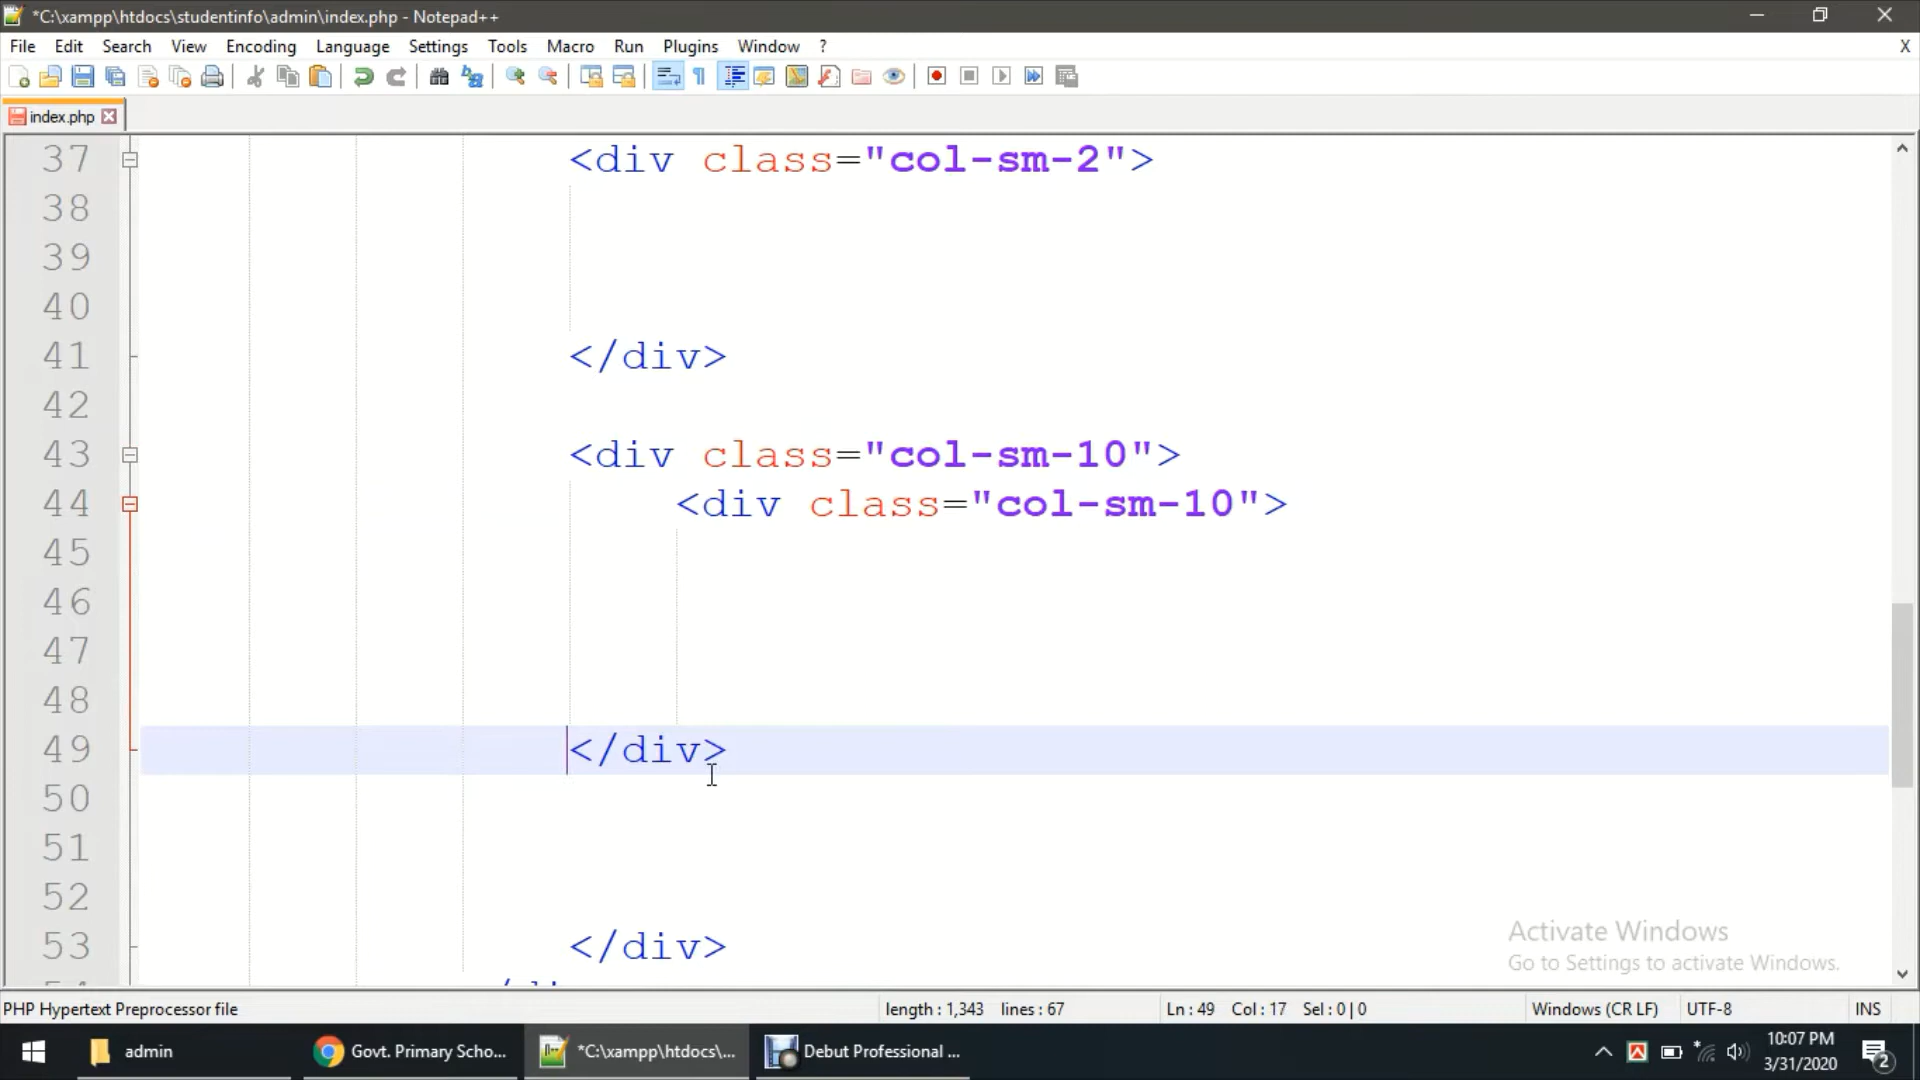 *C:\xampp\htdocs\studentinfo\admin\index.php - Notepad++
File Edit Search View Encoding Language Settings Tools Macro Run Plugins Window ? X
index.php
37 <div class="col-sm-2">
38
39
40
41 </div>
42
43 <div class="col-sm-10">
44 <div class="col-sm-10">
45
46
47
48
49 </div>
50
51
52
53 </div>
Activate Windows
Go to Settings to activate Windows.
PHP Hypertext Preprocessor file length : 1,343 lines : 67 Ln : 49 Col : 17 Sel : 0 | 0 Windows (CR LF) UTF-8 INS
admin Govt. Primary Scho... *C:\xampp\htdocs\... Debut Professional ... 10:07 PM
3/31/2020 2